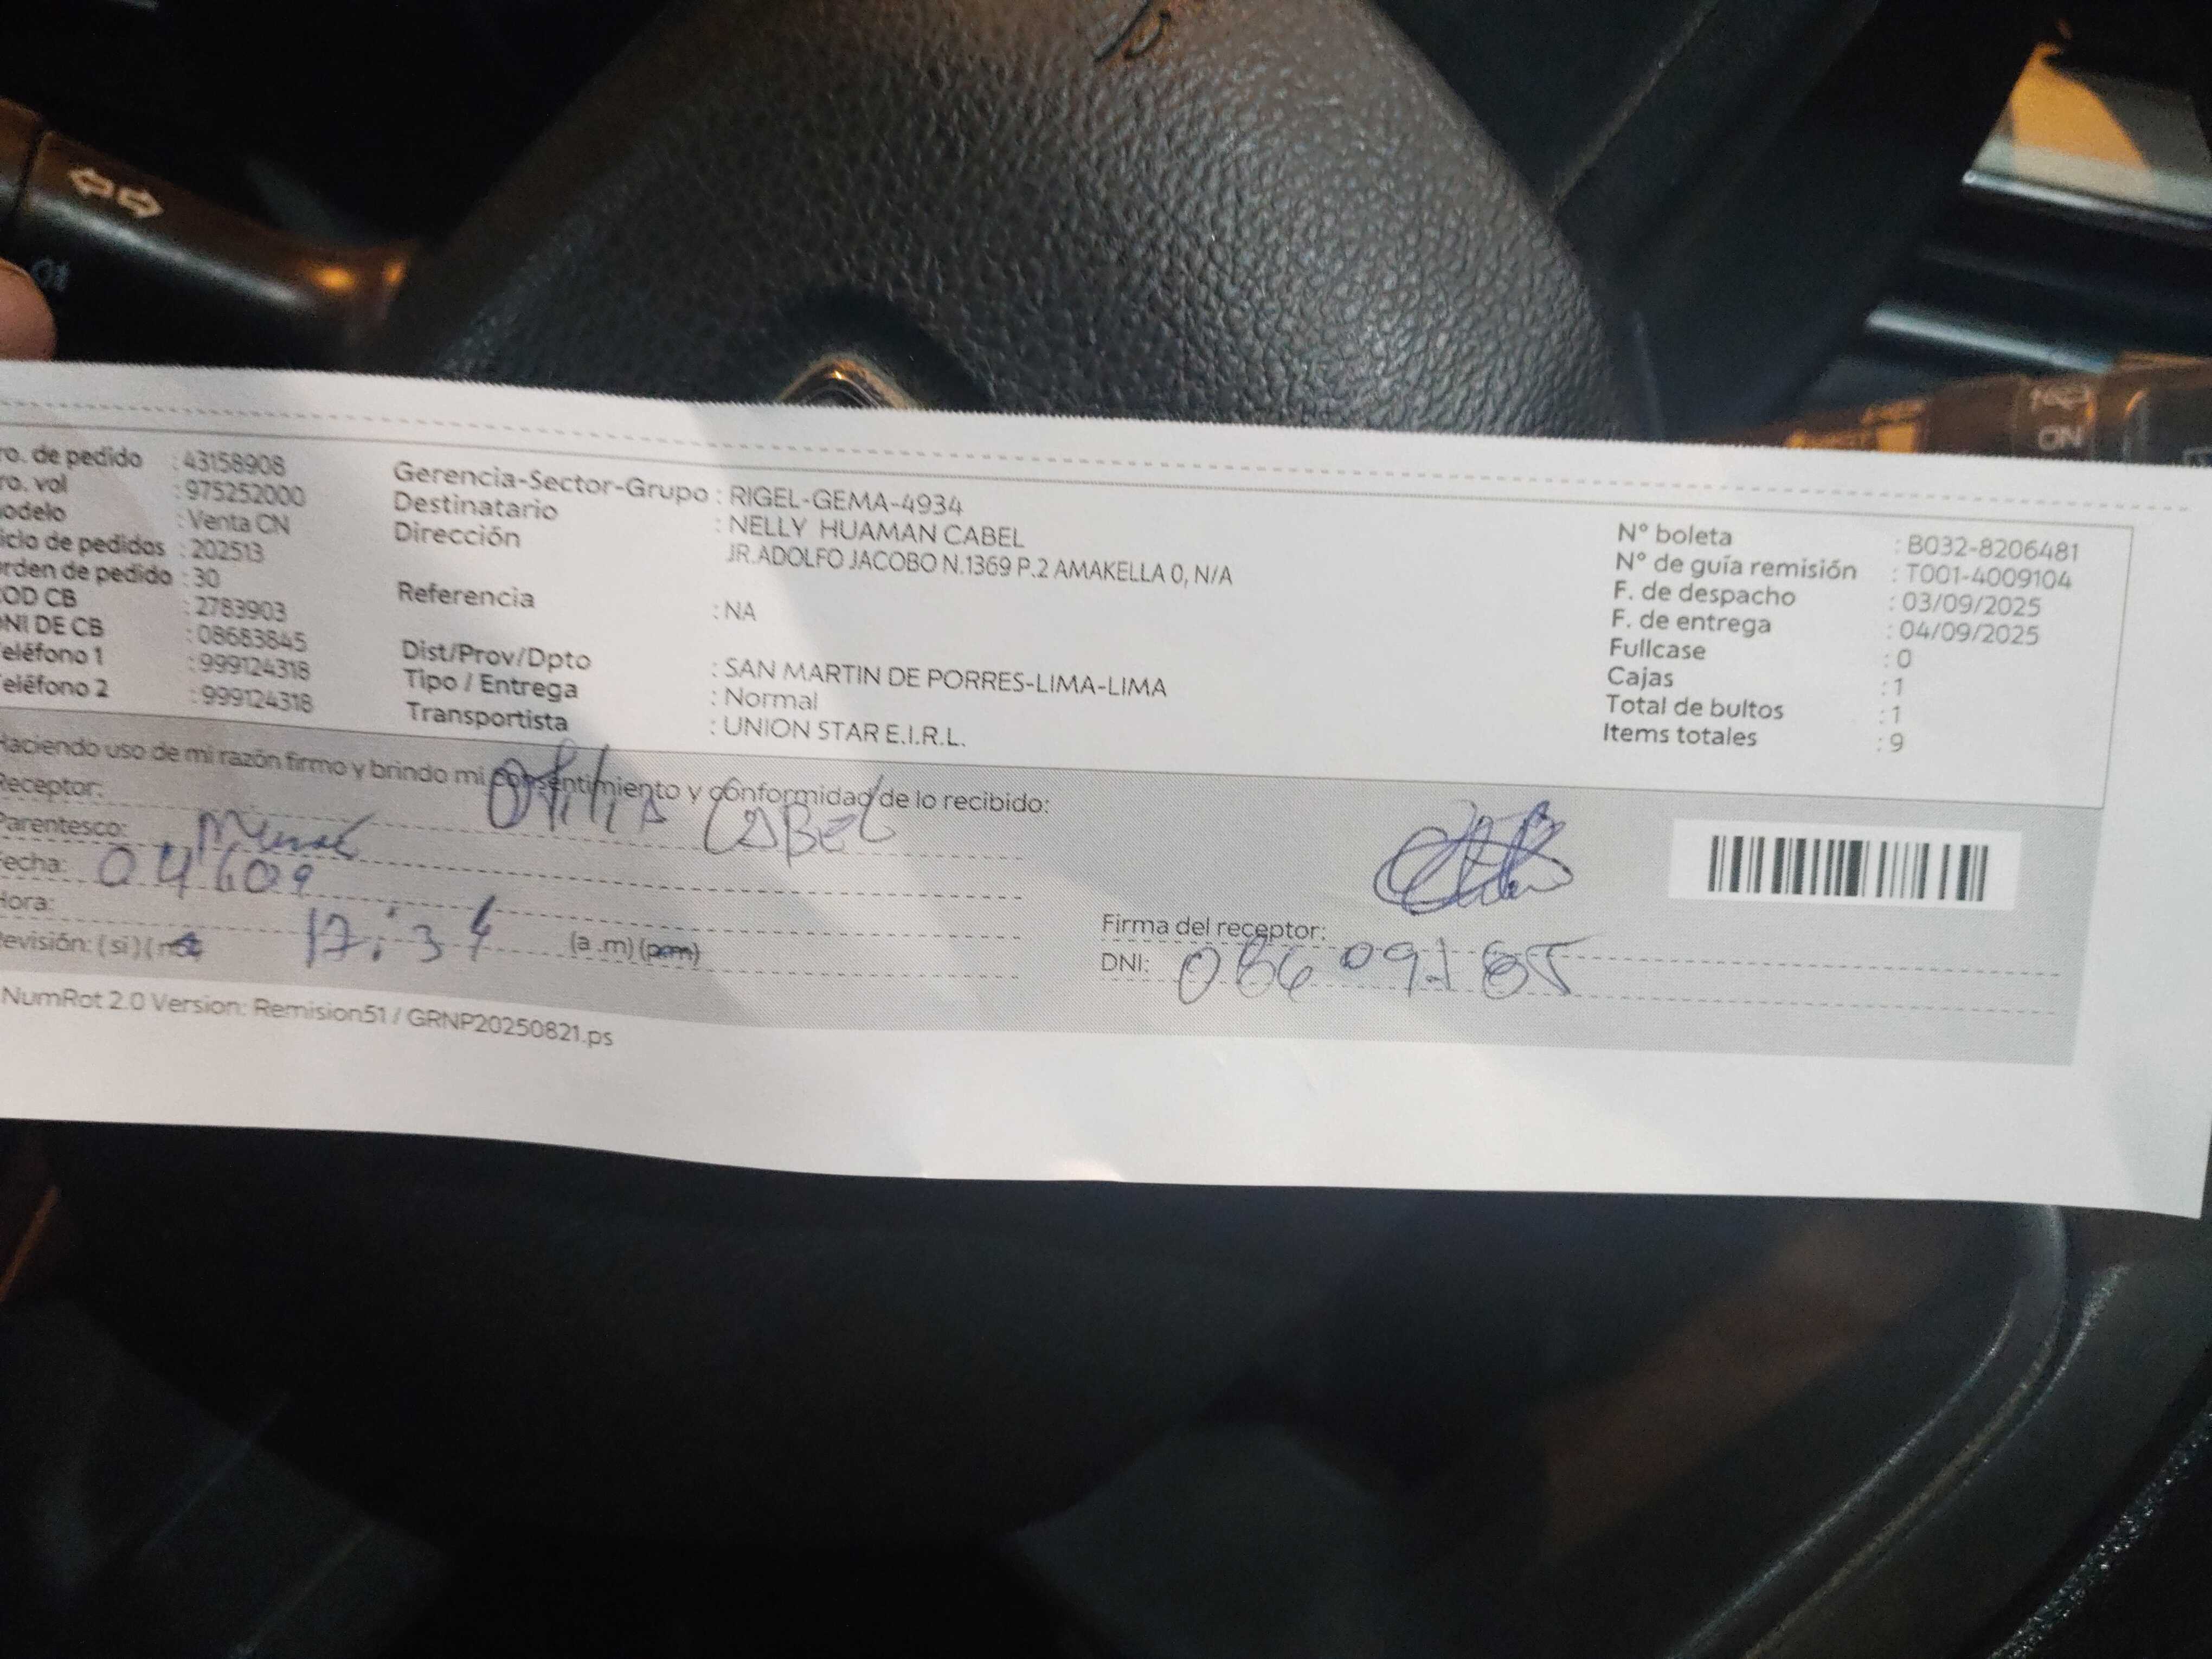 ro. de pedido : 43158908
ro. vol : 975252000
odelo : Venta CN
iclo de pedidos : 202513
rden de pedido : 30
OD CB : 2783903
NI DE CB : 08683845
eléfono 1 : 999124318
eléfono 2 : 999124318
Gerencia-Sector-Grupo : RIGEL-GEMA-4934
Destinatario : NELLY HUAMAN CABEL
Dirección JR.ADOLFO JACOBO N.1369 P.2 AMAKELLA 0, N/A
Referencia : NA
Dist/Prov/Dpto : SAN MARTIN DE PORRES-LIMA-LIMA
Tipo / Entrega : Normal
Transportista : UNION STAR E.I.R.L.
N° boleta : B032-8206481
N° de guía remisión : T001-4009104
F. de despacho : 03/09/2025
F. de entrega : 04/09/2025
Fullcase : 0
Cajas : 1
Total de bultos : 1
Items totales : 9
Haciendo uso de mi razón firmo y brindo mi consentimiento y conformidad de lo recibido:
Receptor: CABEL
Parentesco:
Fecha: 04
Hora: 17:34 (a .m) (p.m)
Revisión: ( si ) ( no
Firma del receptor:
DNI:
NumRot 2.0 Version: Remision51 / GRNP20250821.ps
ON